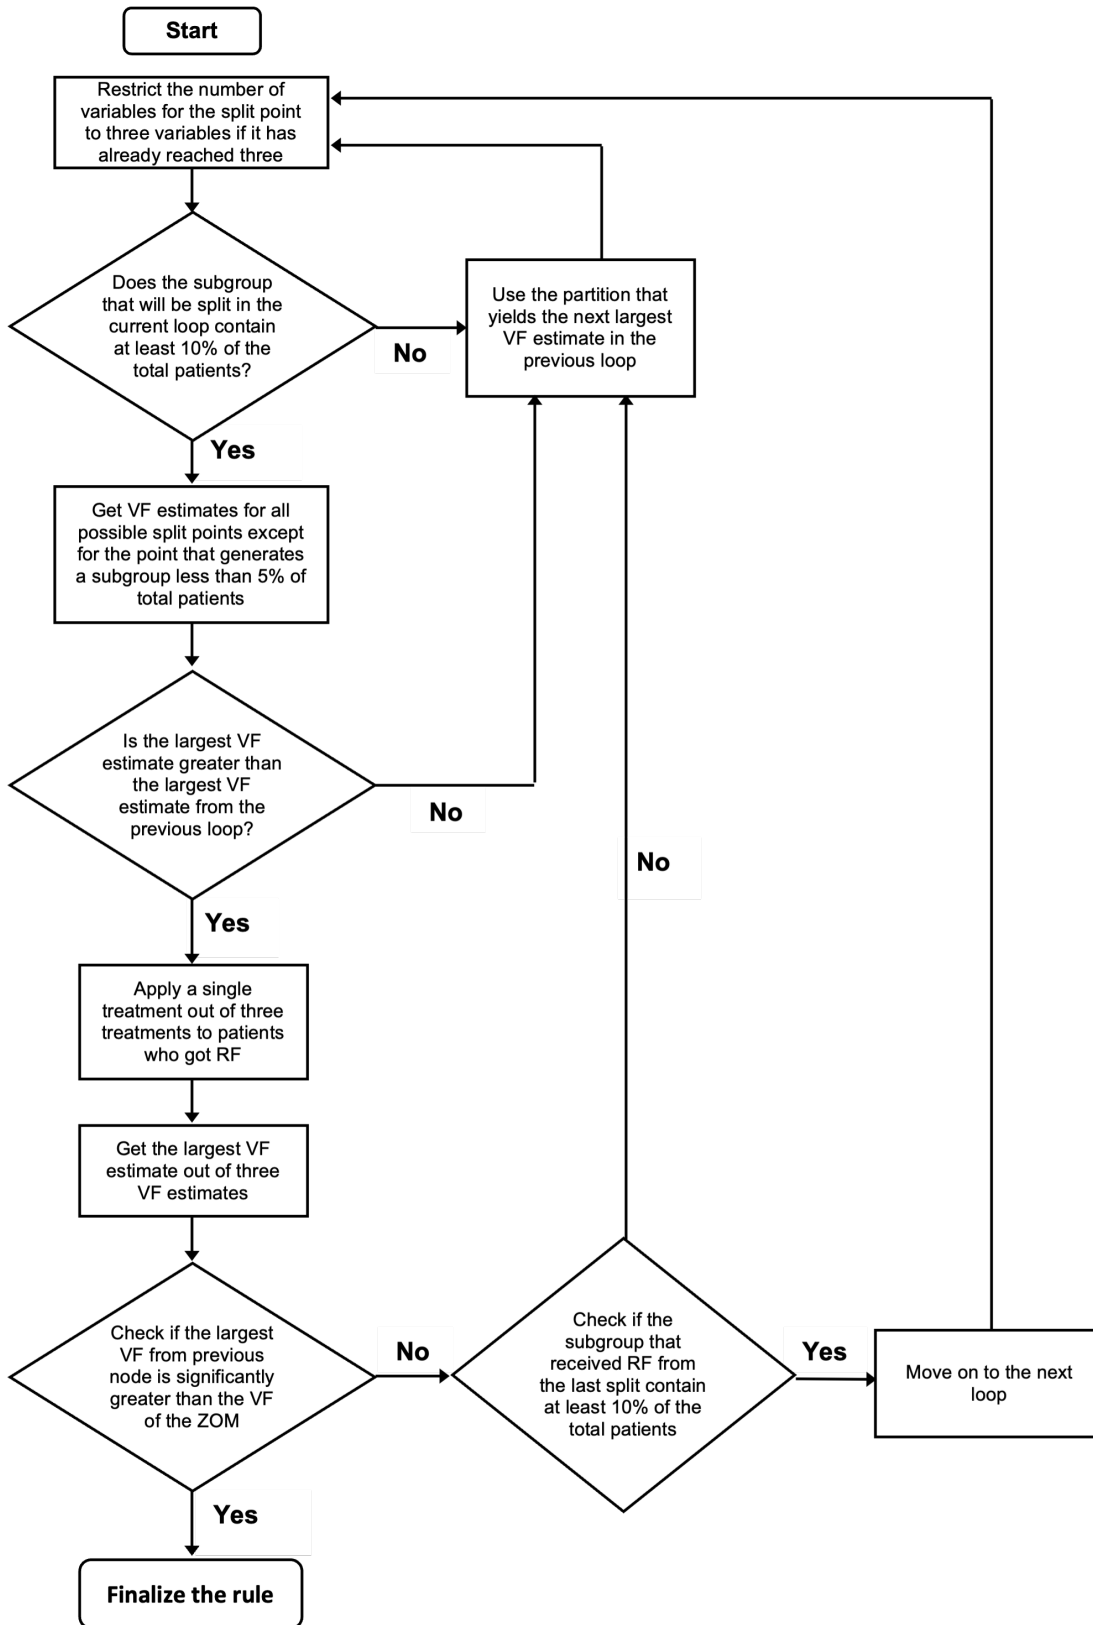 Start
Restrict the number of
variables for the split point
to three variables if it has
already reached three
Does the subgroup
that will be split in the
current loop contain
at least 10% of the
total patients?
No
Use the partition that
yields the next largest
VF estimate in the
previous loop
Yes
Get VF estimates for all
possible split points except
for the point that generates
a subgroup less than 5% of
total patients
Is the largest VF
estimate greater than
the largest VF
estimate from the
previous loop?
No
No
Yes
Apply a single
treatment out of three
treatments to patients
who got RF
Get the largest VF
estimate out of three
VF estimates
Check if the largest
VF from previous
node is significantly
greater than the VF
of the ZOM
No
Check if the
subgroup that
received RF from
the last split contain
at least 10% of the
total patients
Yes
Move on to the next
loop
Yes
Finalize the rule